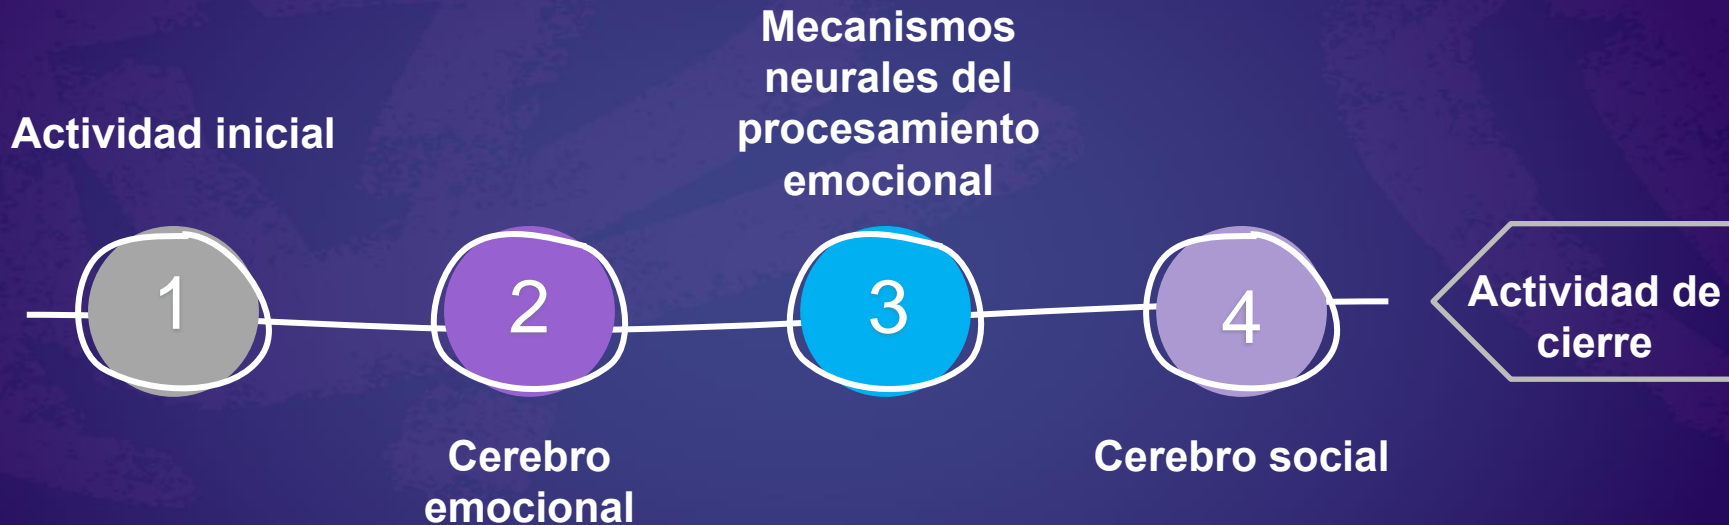 Actividad inicial
1
Cerebro
emocional
2
Mecanismos
neurales del
procesamiento
emocional
3
Cerebro social
4
Actividad de
cierre